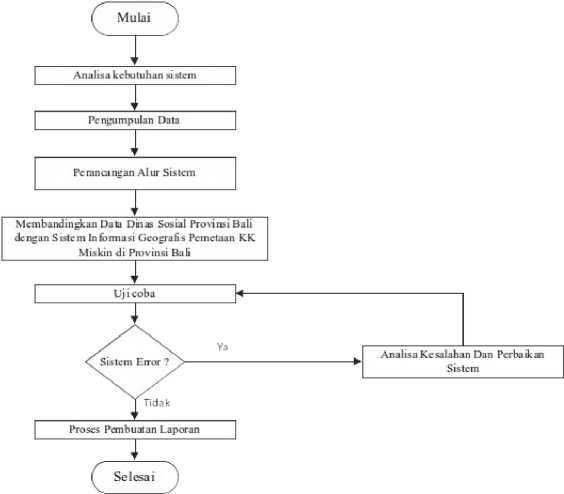 Mulai
Analisa kebutuhan sistem
Pengumpulan Data
Perancangan Alur Sistem
Membandingkan Data Dinas Sosial Provinsi Bali
dengan Sistem Informasi Geografis Pemetaan KK
Miskin di Provinsi Bali
Uji coba
Sistem Error ?
Ya
Analisa Kesalahan Dan Perbaikan
Sistem
Tidak
Proses Pembuatan Laporan
Selesai